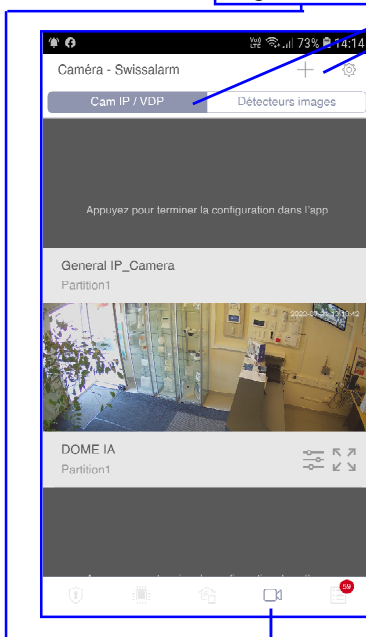 73% 14:14
Caméra - Swissalarm
Cam IP / VDP
Détecteurs images
Appuyez pour terminer la configuration dans l'app
General IP_Camera
Partition1
DOME IA
Partition1
59